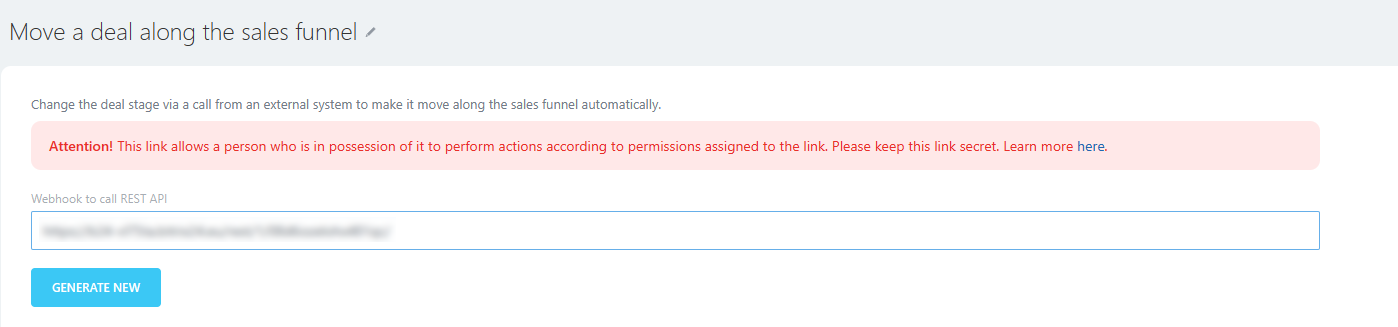 Move a deal along the sales funnel
Change the deal stage via a call from an external system to make it move along the sales funnel automatically.
Attention! This link allows a person who is in possession of it to perform actions according to permissions assigned to the link. Please keep this link secret. Learn more here.
Webhook to call REST API
GENERATE NEW